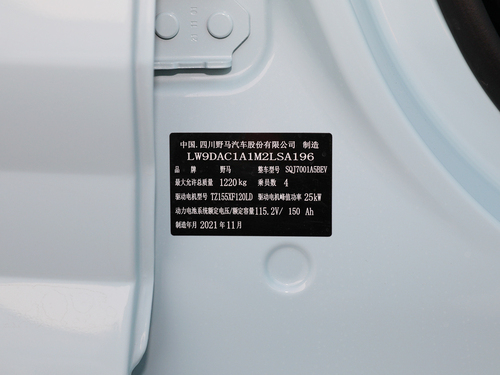 中国.四川野马汽车股份有限公司 制造
LW9DAC1A1M2LSA196
品 牌 野马 整车型号 SQJ7001A5BEV
最大允许总质量 1220kg 乘员数 4
驱动电机型号 TZ155XF120LD 驱动电机峰值功率 25kW
动力电池系统额定电压/额定容量 115.2V/ 150 Ah
制造年月 2021年11月